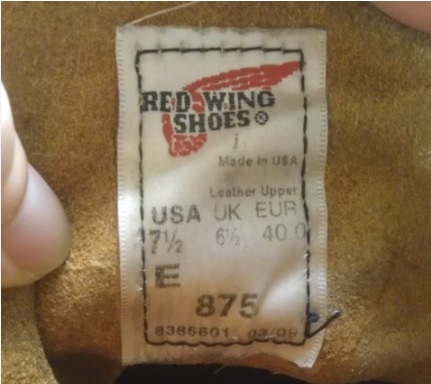 RED WING
SHOES®
Made in USA
Leather Upper
USA UK EUR
7½ 6½ 40.0
E
875
8386601 03/09